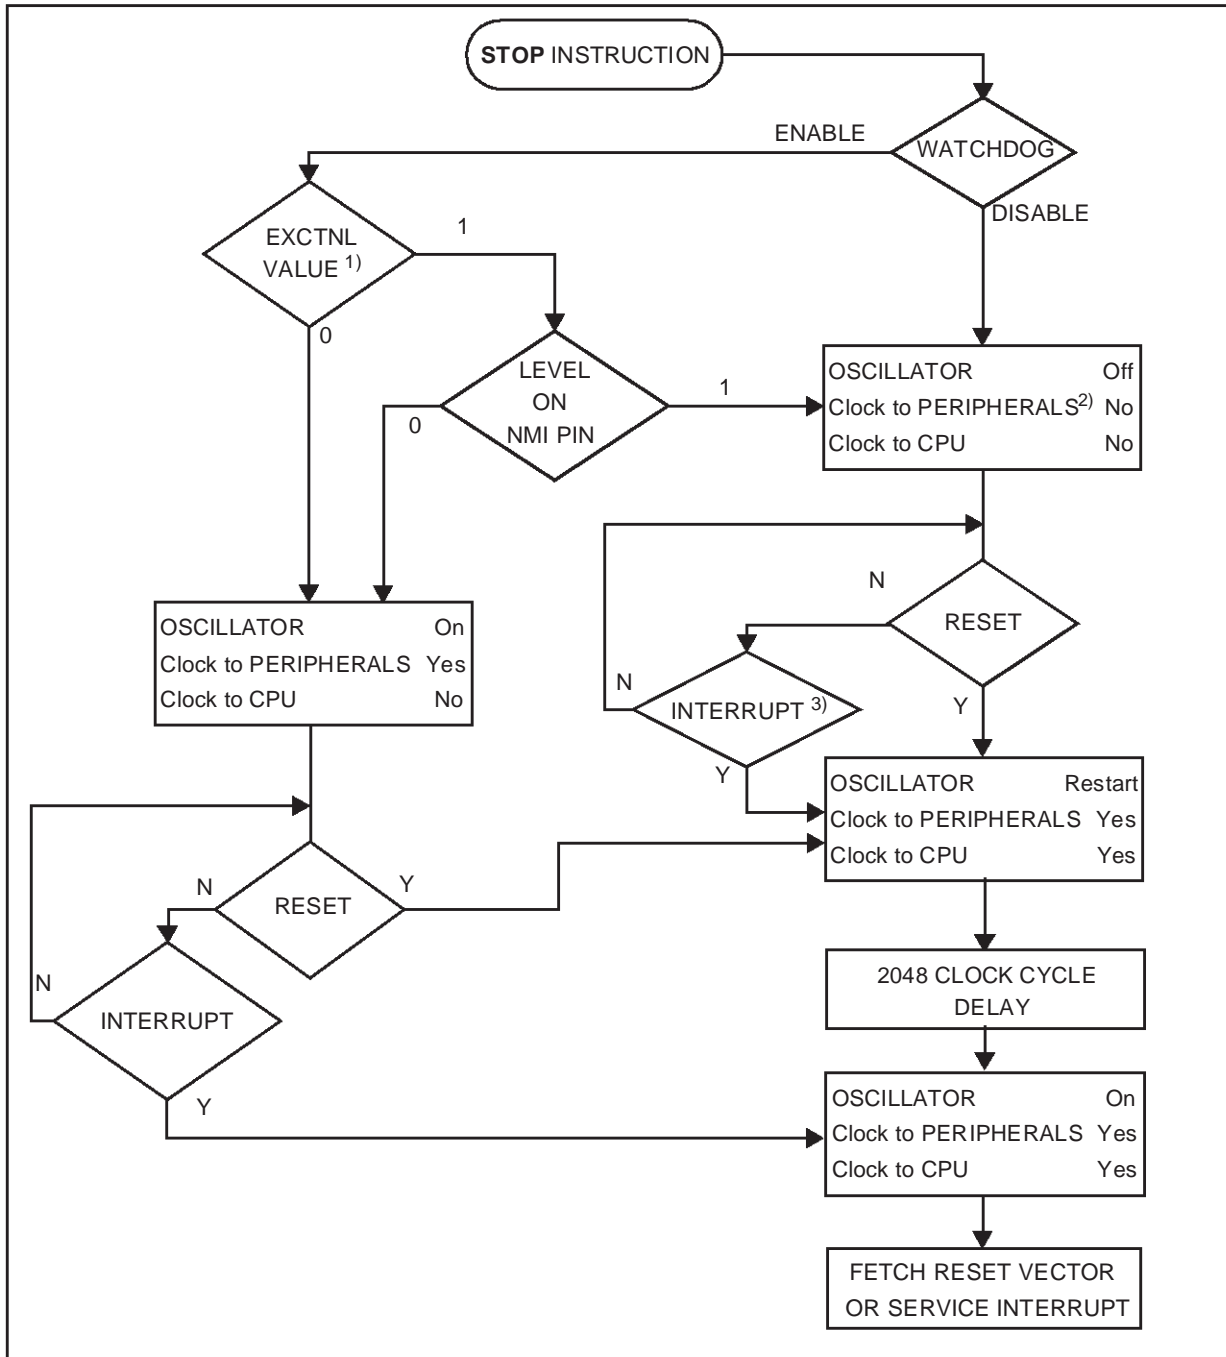 STOP INSTRUCTION
ENABLE
WATCHDOG
DISABLE
EXCTNL
VALUE 1)
1
0
LEVEL
ON
NMI PIN
0
1
OSCILLATOR Off
Clock to PERIPHERALS2) No
Clock to CPU No
N
RESET
Y
OSCILLATOR On
Clock to PERIPHERALS Yes
Clock to CPU No
N
INTERRUPT 3)
Y
OSCILLATOR Restart
Clock to PERIPHERALS Yes
Clock to CPU Yes
N
RESET
Y
N
INTERRUPT
Y
2048 CLOCK CYCLE
DELAY
OSCILLATOR On
Clock to PERIPHERALS Yes
Clock to CPU Yes
FETCH RESET VECTOR
OR SERVICE INTERRUPT